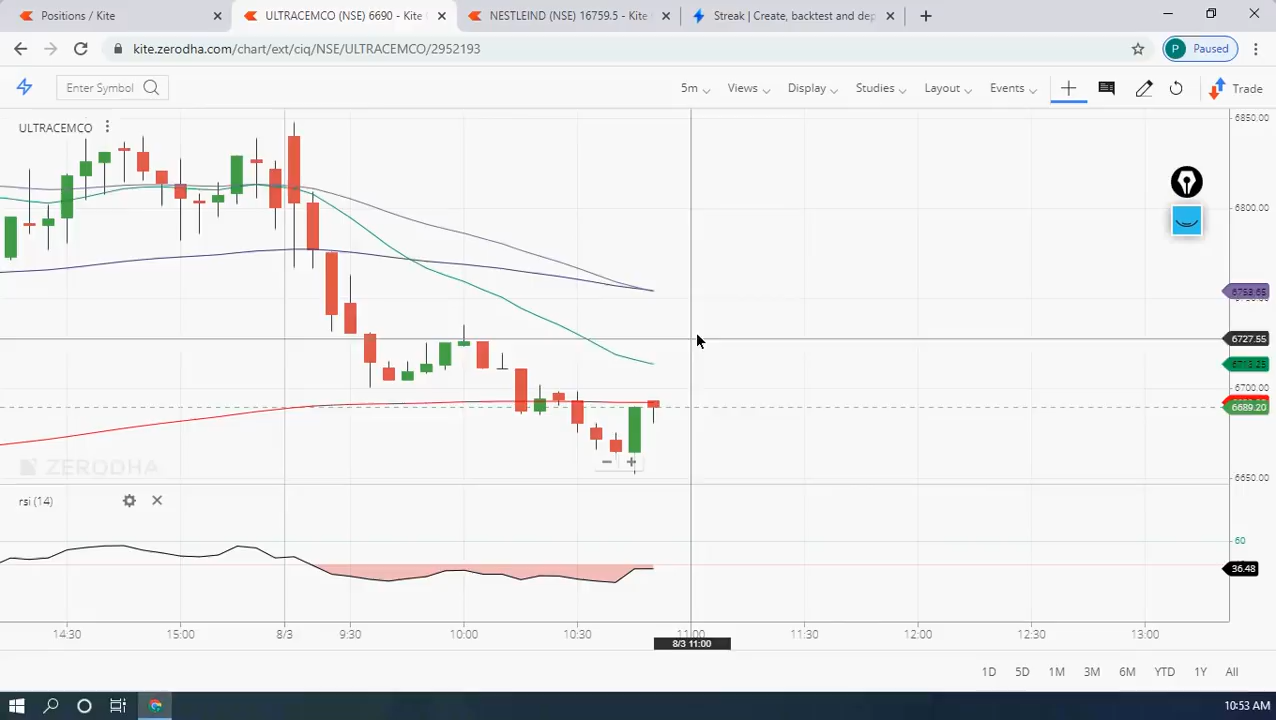 Positions / Kite
ULTRACEMCO (NSE) 6690 - Kite
NESTLEIND (NSE) 16759.5 - Kite
Streak | Create, backtest and dep
kite.zerodha.com/chart/ext/ciq/NSE/ULTRACEMCO/2952193
P Paused
Enter Symbol
5m Views Display Studies Layout Events Trade
ULTRACEMCO
6850.00
6800.00
6753.65
6727.55
6700.00
6689.20
6650.00
ZERODHA
rsi (14)
60
36.48
14:30 15:00 8/3 9:30 10:00 10:30 11:00 11:30 12:00 12:30 13:00
8/3 11:00
1D 5D 1M 3M 6M YTD 1Y All
10:53 AM